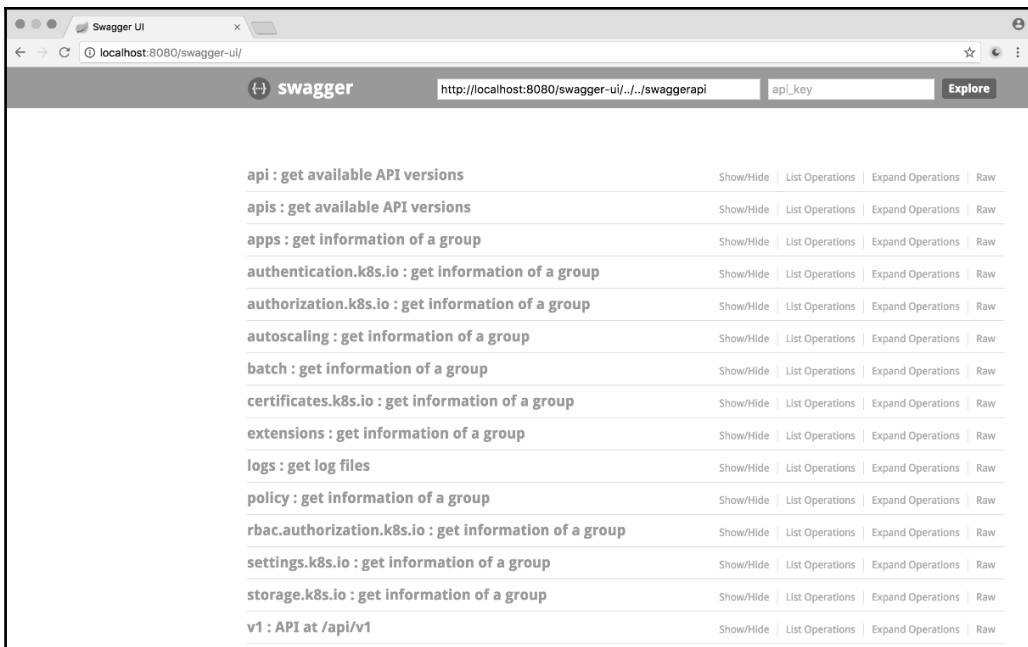 Swagger UI
localhost:8080/swagger-ui/
swagger http://localhost:8080/swagger-ui/../../swaggerapi api_key Explore
api : get available API versions Show/Hide List Operations Expand Operations Raw
apis : get available API versions Show/Hide List Operations Expand Operations Raw
apps : get information of a group Show/Hide List Operations Expand Operations Raw
authentication.k8s.io : get information of a group Show/Hide List Operations Expand Operations Raw
authorization.k8s.io : get information of a group Show/Hide List Operations Expand Operations Raw
autoscaling : get information of a group Show/Hide List Operations Expand Operations Raw
batch : get information of a group Show/Hide List Operations Expand Operations Raw
certificates.k8s.io : get information of a group Show/Hide List Operations Expand Operations Raw
extensions : get information of a group Show/Hide List Operations Expand Operations Raw
logs : get log files Show/Hide List Operations Expand Operations Raw
policy : get information of a group Show/Hide List Operations Expand Operations Raw
rbac.authorization.k8s.io : get information of a group Show/Hide List Operations Expand Operations Raw
settings.k8s.io : get information of a group Show/Hide List Operations Expand Operations Raw
storage.k8s.io : get information of a group Show/Hide List Operations Expand Operations Raw
v1 : API at /api/v1 Show/Hide List Operations Expand Operations Raw